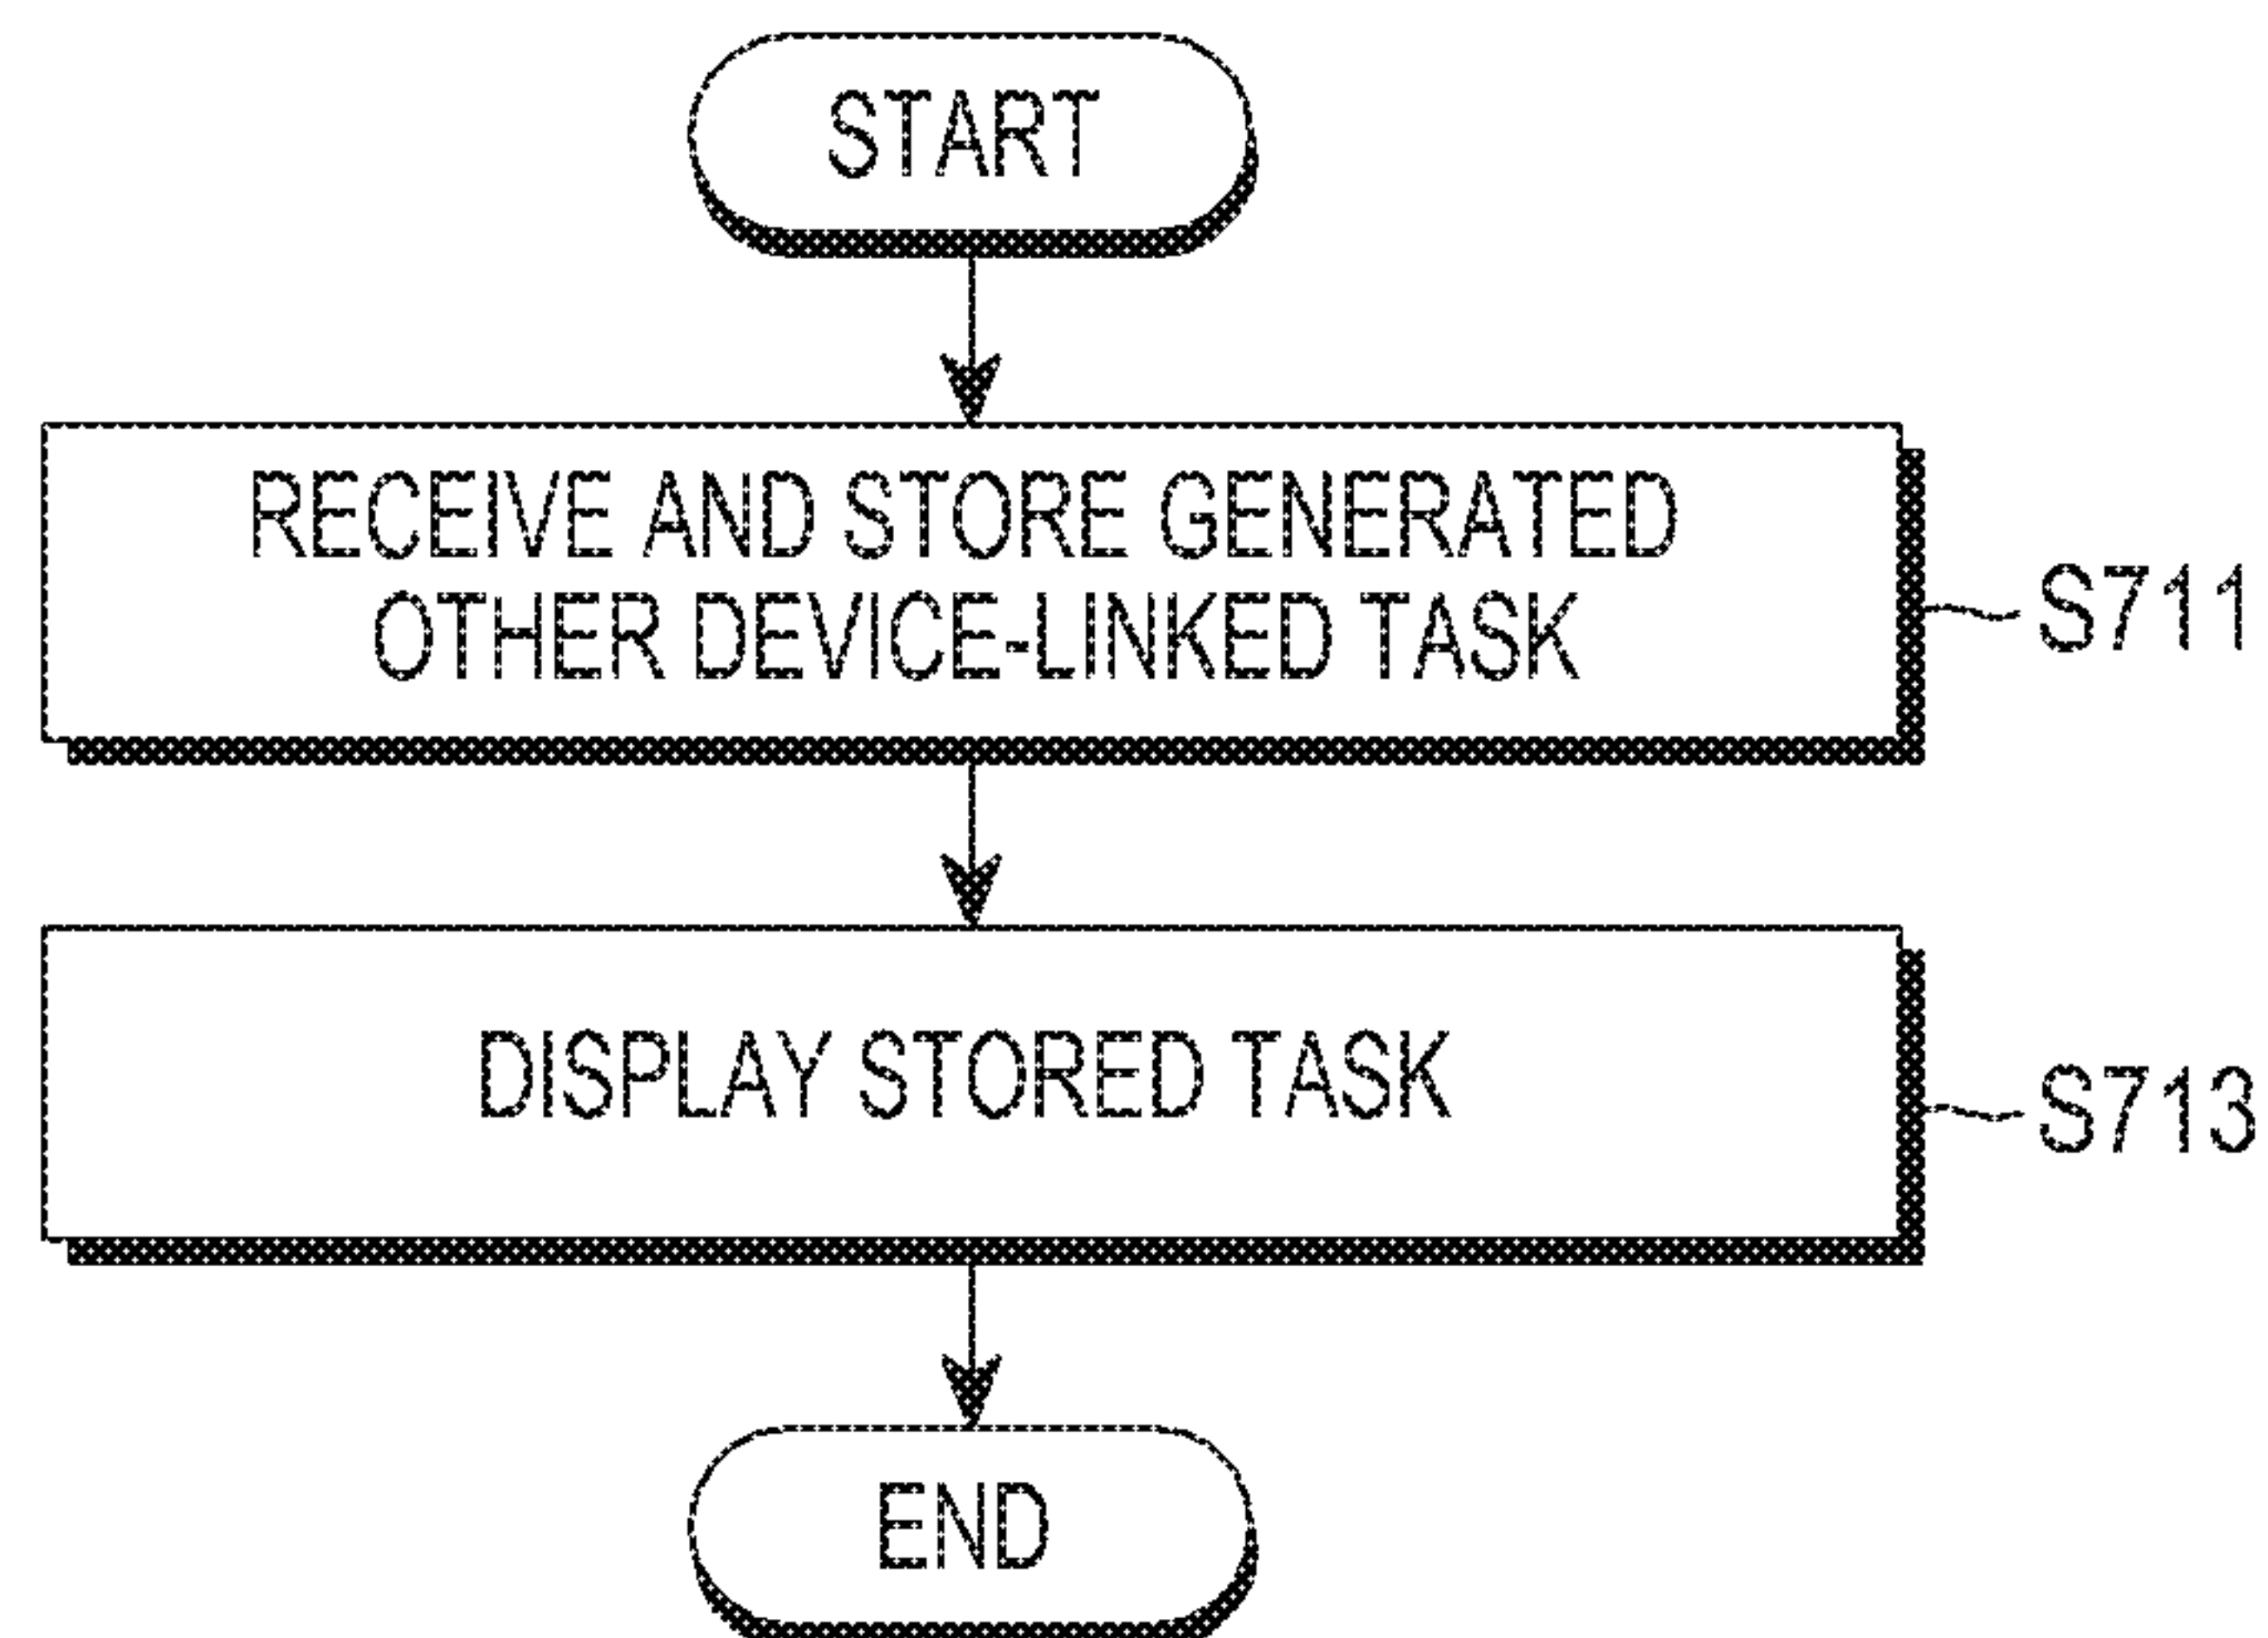 START
RECEIVE AND STORE GENERATED
OTHER DEVICE-LINKED TASK
S711
DISPLAY STORED TASK
S713
END